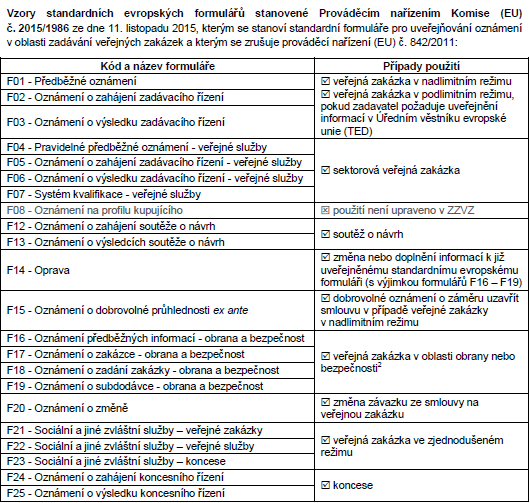 Vzory standardních evropských formulářů stanovené Prováděcím nařízením Komise (EU)
č. 2015/1986 ze dne 11. listopadu 2015, kterým se stanoví standardní formuláře pro uveřejňování oznámení
v oblasti zadávání veřejných zakázek a kterým se zrušuje prováděcí nařízení (EU) č. 842/2011:
Kód a název formuláře
Případy použití
F01 - Předběžné oznámení
F02 - Oznámení o zahájení zadávacího řízení
F03 - Oznámení o výsledku zadávacího řízení
☑ veřejná zakázka v nadlimitním režimu
☑ veřejná zakázka v podlimitním režimu,
pokud zadavatel požaduje uveřejnění
informací v Úředním věstníku evropské
unie (TED)
F04 - Pravidelné předběžné oznámení - veřejné služby
F05 - Oznámení o zahájení zadávacího řízení - veřejné služby
F06 - Oznámení o výsledku zadávacího řízení - veřejné služby
F07 - Systém kvalifikace - veřejné služby
☑ sektorová veřejná zakázka
F08 - Oznámení na profilu kupujícího
☑ použití není upraveno v ZZVZ
F12 - Oznámení o zahájení soutěže o návrh
F13 - Oznámení o výsledcích soutěže o návrh
☑ soutěž o návrh
F14 - Oprava
☑ změna nebo doplnění informací k již
uveřejněnému standardnímu evropskému
formuláři (s výjimkou formulářů F16 – F19)
F15 - Oznámení o dobrovolné průhlednosti ex ante
☑ dobrovolné oznámení o záměru uzavřít
smlouvu v případě veřejné zakázky
v nadlimitním režimu
F16 - Oznámení předběžných informací - obrana a bezpečnost
F17 - Oznámení o zakázce - obrana a bezpečnost
F18 - Oznámení o zadání zakázky - obrana a bezpečnost
F19 - Oznámení o subdodávce - obrana a bezpečnost
☑ veřejná zakázka v oblasti obrany nebo
bezpečnosti²
F20 - Oznámení o změně
☑ změna závazku ze smlouvy na
veřejnou zakázku
F21 - Sociální a jiné zvláštní služby – veřejné zakázky
F22 - Sociální a jiné zvláštní služby – veřejné služby
F23 - Sociální a jiné zvláštní služby – koncese
☑ veřejná zakázka ve zjednodušeném
režimu
F24 - Oznámení o zahájení koncesního řízení
F25 - Oznámení o výsledku koncesního řízení
☑ koncese